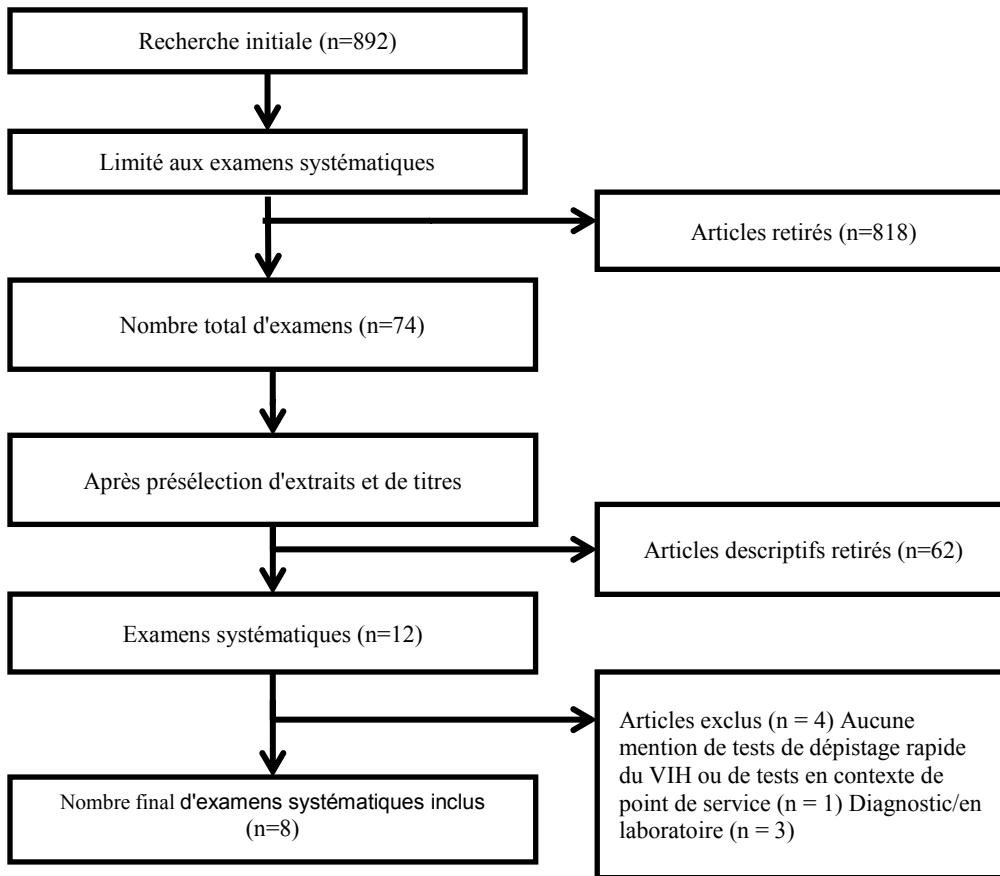 Recherche initiale (n=892)
Limité aux examens systématiques
Articles retirés (n=818)
Nombre total d'examens (n=74)
Après présélection d'extraits et de titres
Articles descriptifs retirés (n=62)
Examens systématiques (n=12)
Articles exclus (n = 4) Aucune
mention de tests de dépistage rapide
du VIH ou de tests en contexte de
point de service (n = 1) Diagnostic/en
laboratoire (n = 3)
Nombre final d'examens systématiques inclus
(n=8)